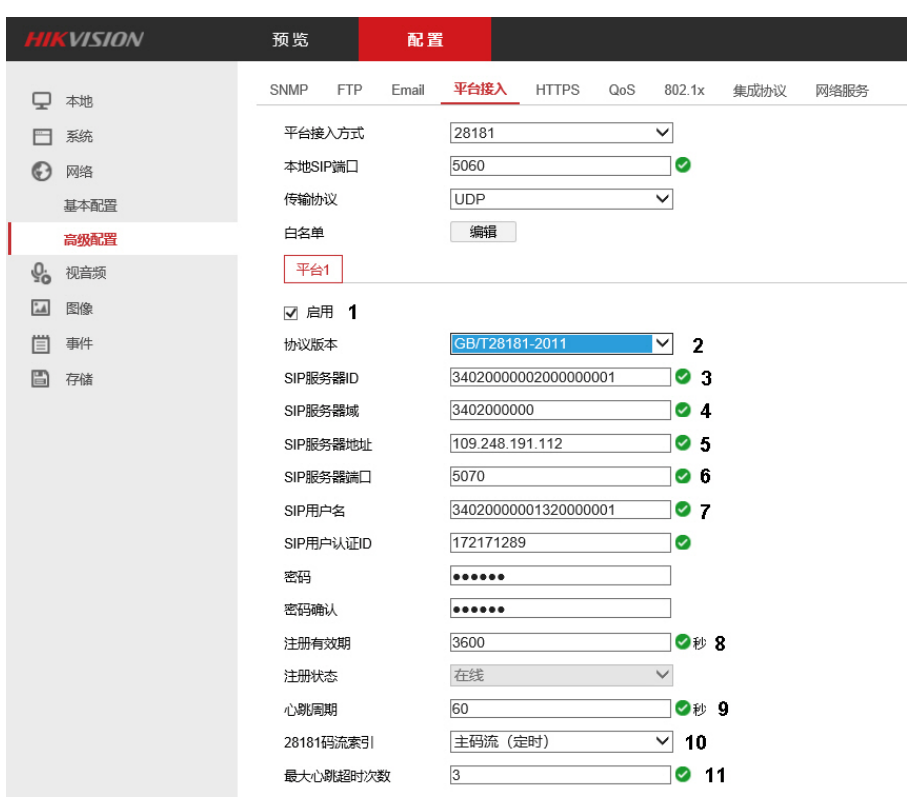 HIKVISION 预览 配置
本地
系统
网络
基本配置
高级配置
视音频
图像
事件
存储
SNMP FTP Email 平台接入 HTTPS QoS 802.1x 集成协议 网络服务
平台接入方式 28181
本地SIP端口 5060
传输协议 UDP
白名单 编辑
平台1
启用 1
协议版本 GB/T28181-2011 2
SIP服务器ID 34020000002000000001 3
SIP服务器域 3402000000 4
SIP服务器地址 109.248.191.112 5
SIP服务器端口 5070 6
SIP用户名 34020000001320000001 7
SIP用户认证ID 172171289
密码 ●●●●●●
密码确认 ●●●●●●
注册有效期 3600 秒 8
注册状态 在线
心跳周期 60 秒 9
28181码流索引 主码流（定时） 10
最大心跳超时次数 3 11